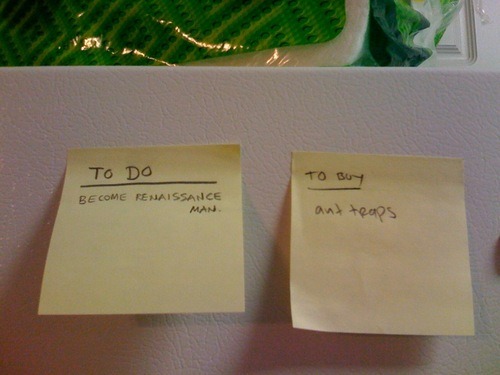 TO DO
BECOME RENAISSANCE
MAN.
TO BUY
ant traps